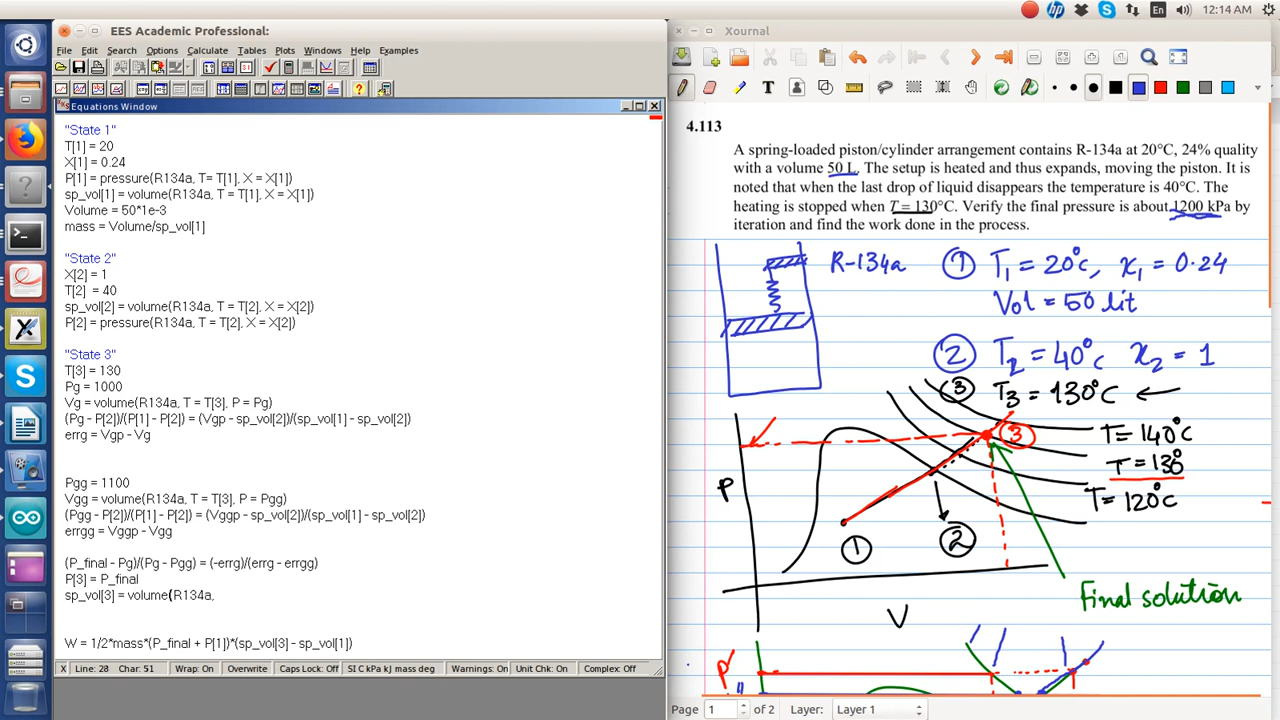 12:14 AM
En
EES Academic Professional:
Xournal
File Edit Search Options Calculate Tables Plots Windows Help Examples
Equations Window
"State 1"
T[1] = 20
X[1] = 0.24
P[1] = pressure(R134a, T= T[1], X = X[1])
sp_vol[1] = volume(R134a, T = T[1], X = X[1])
Volume = 50*1e-3
mass = Volume/sp_vol[1]
"State 2"
X[2] = 1
T[2] = 40
sp_vol[2] = volume(R134a, T = T[2], X = X[2])
P[2] = pressure(R134a, T = T[2], X = X[2])
"State 3"
T[3] = 130
Pg = 1000
Vg = volume(R134a, T = T[3], P = Pg)
(Pg - P[2])/(P[1] - P[2]) = (Vgp - sp_vol[2])/(sp_vol[1] - sp_vol[2])
errg = Vgp - Vg
Pgg = 1100
Vgg = volume(R134a, T = T[3], P = Pgg)
(Pgg - P[2])/(P[1] - P[2]) = (Vggp - sp_vol[2])/(sp_vol[1] - sp_vol[2])
errgg = Vggp - Vgg
(P_final - Pg)/(Pg - Pgg) = (-errg)/(errg - errgg)
P[3] = P_final
sp_vol[3] = volume(R134a,
W = 1/2*mass*(P_final + P[1])*(sp_vol[3] - sp_vol[1])
Line: 28 Char: 51 Wrap: On Overwrite Caps Lock: Off SI C kPa kJ mass deg Warnings: On Unit Chk: On Complex: Off
4.113
A spring-loaded piston/cylinder arrangement contains R-134a at 20°C, 24% quality
with a volume 50 L. The setup is heated and thus expands, moving the piston. It is
noted that when the last drop of liquid disappears the temperature is 40°C. The
heating is stopped when T = 130°C. Verify the final pressure is about 1200 kPa by
iteration and find the work done in the process.
R-134a
① T₁ = 20°c, x₁ = 0.24
Vol = 50 lit
② T₂ = 40°c x₂ = 1
③ T₃ = 130°C ←
③
T = 140°C
T = 130°
T = 120°C
P
①
②
V
Final solution
P'
Page 1 of 2 Layer: Layer 1